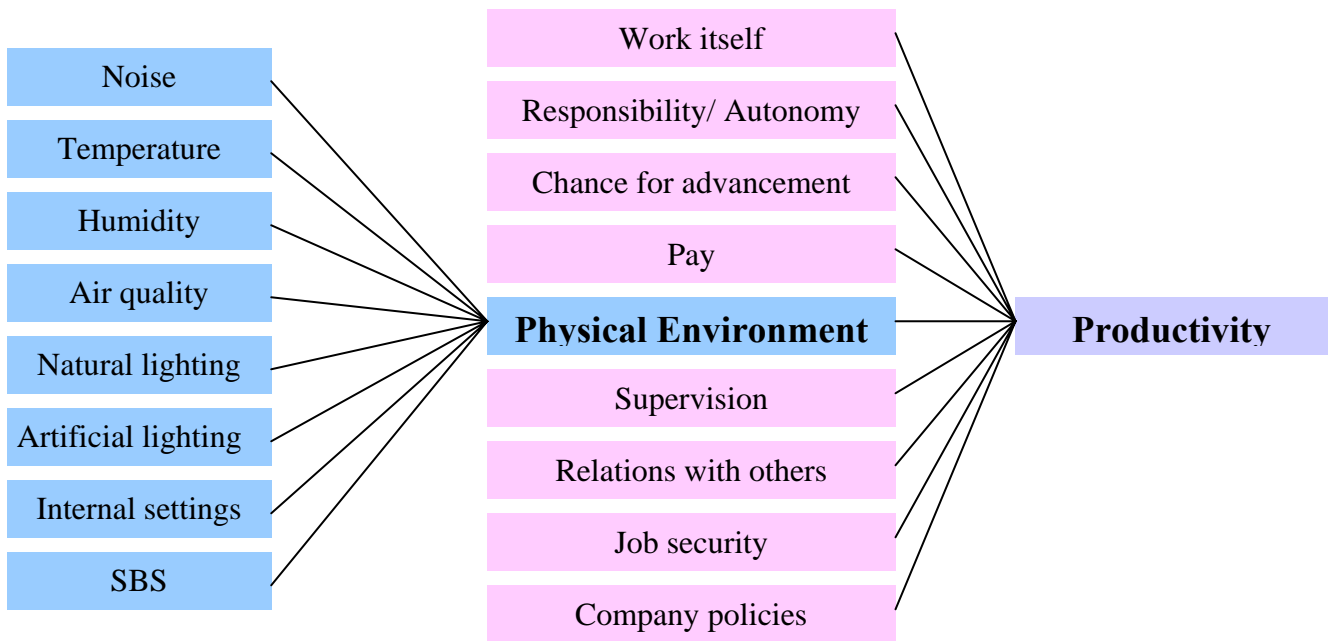 Noise
Temperature
Humidity
Air quality
Natural lighting
Artificial lighting
Internal settings
SBS
Work itself
Responsibility/ Autonomy
Chance for advancement
Pay
Physical Environment
Supervision
Relations with others
Job security
Company policies
Productivity